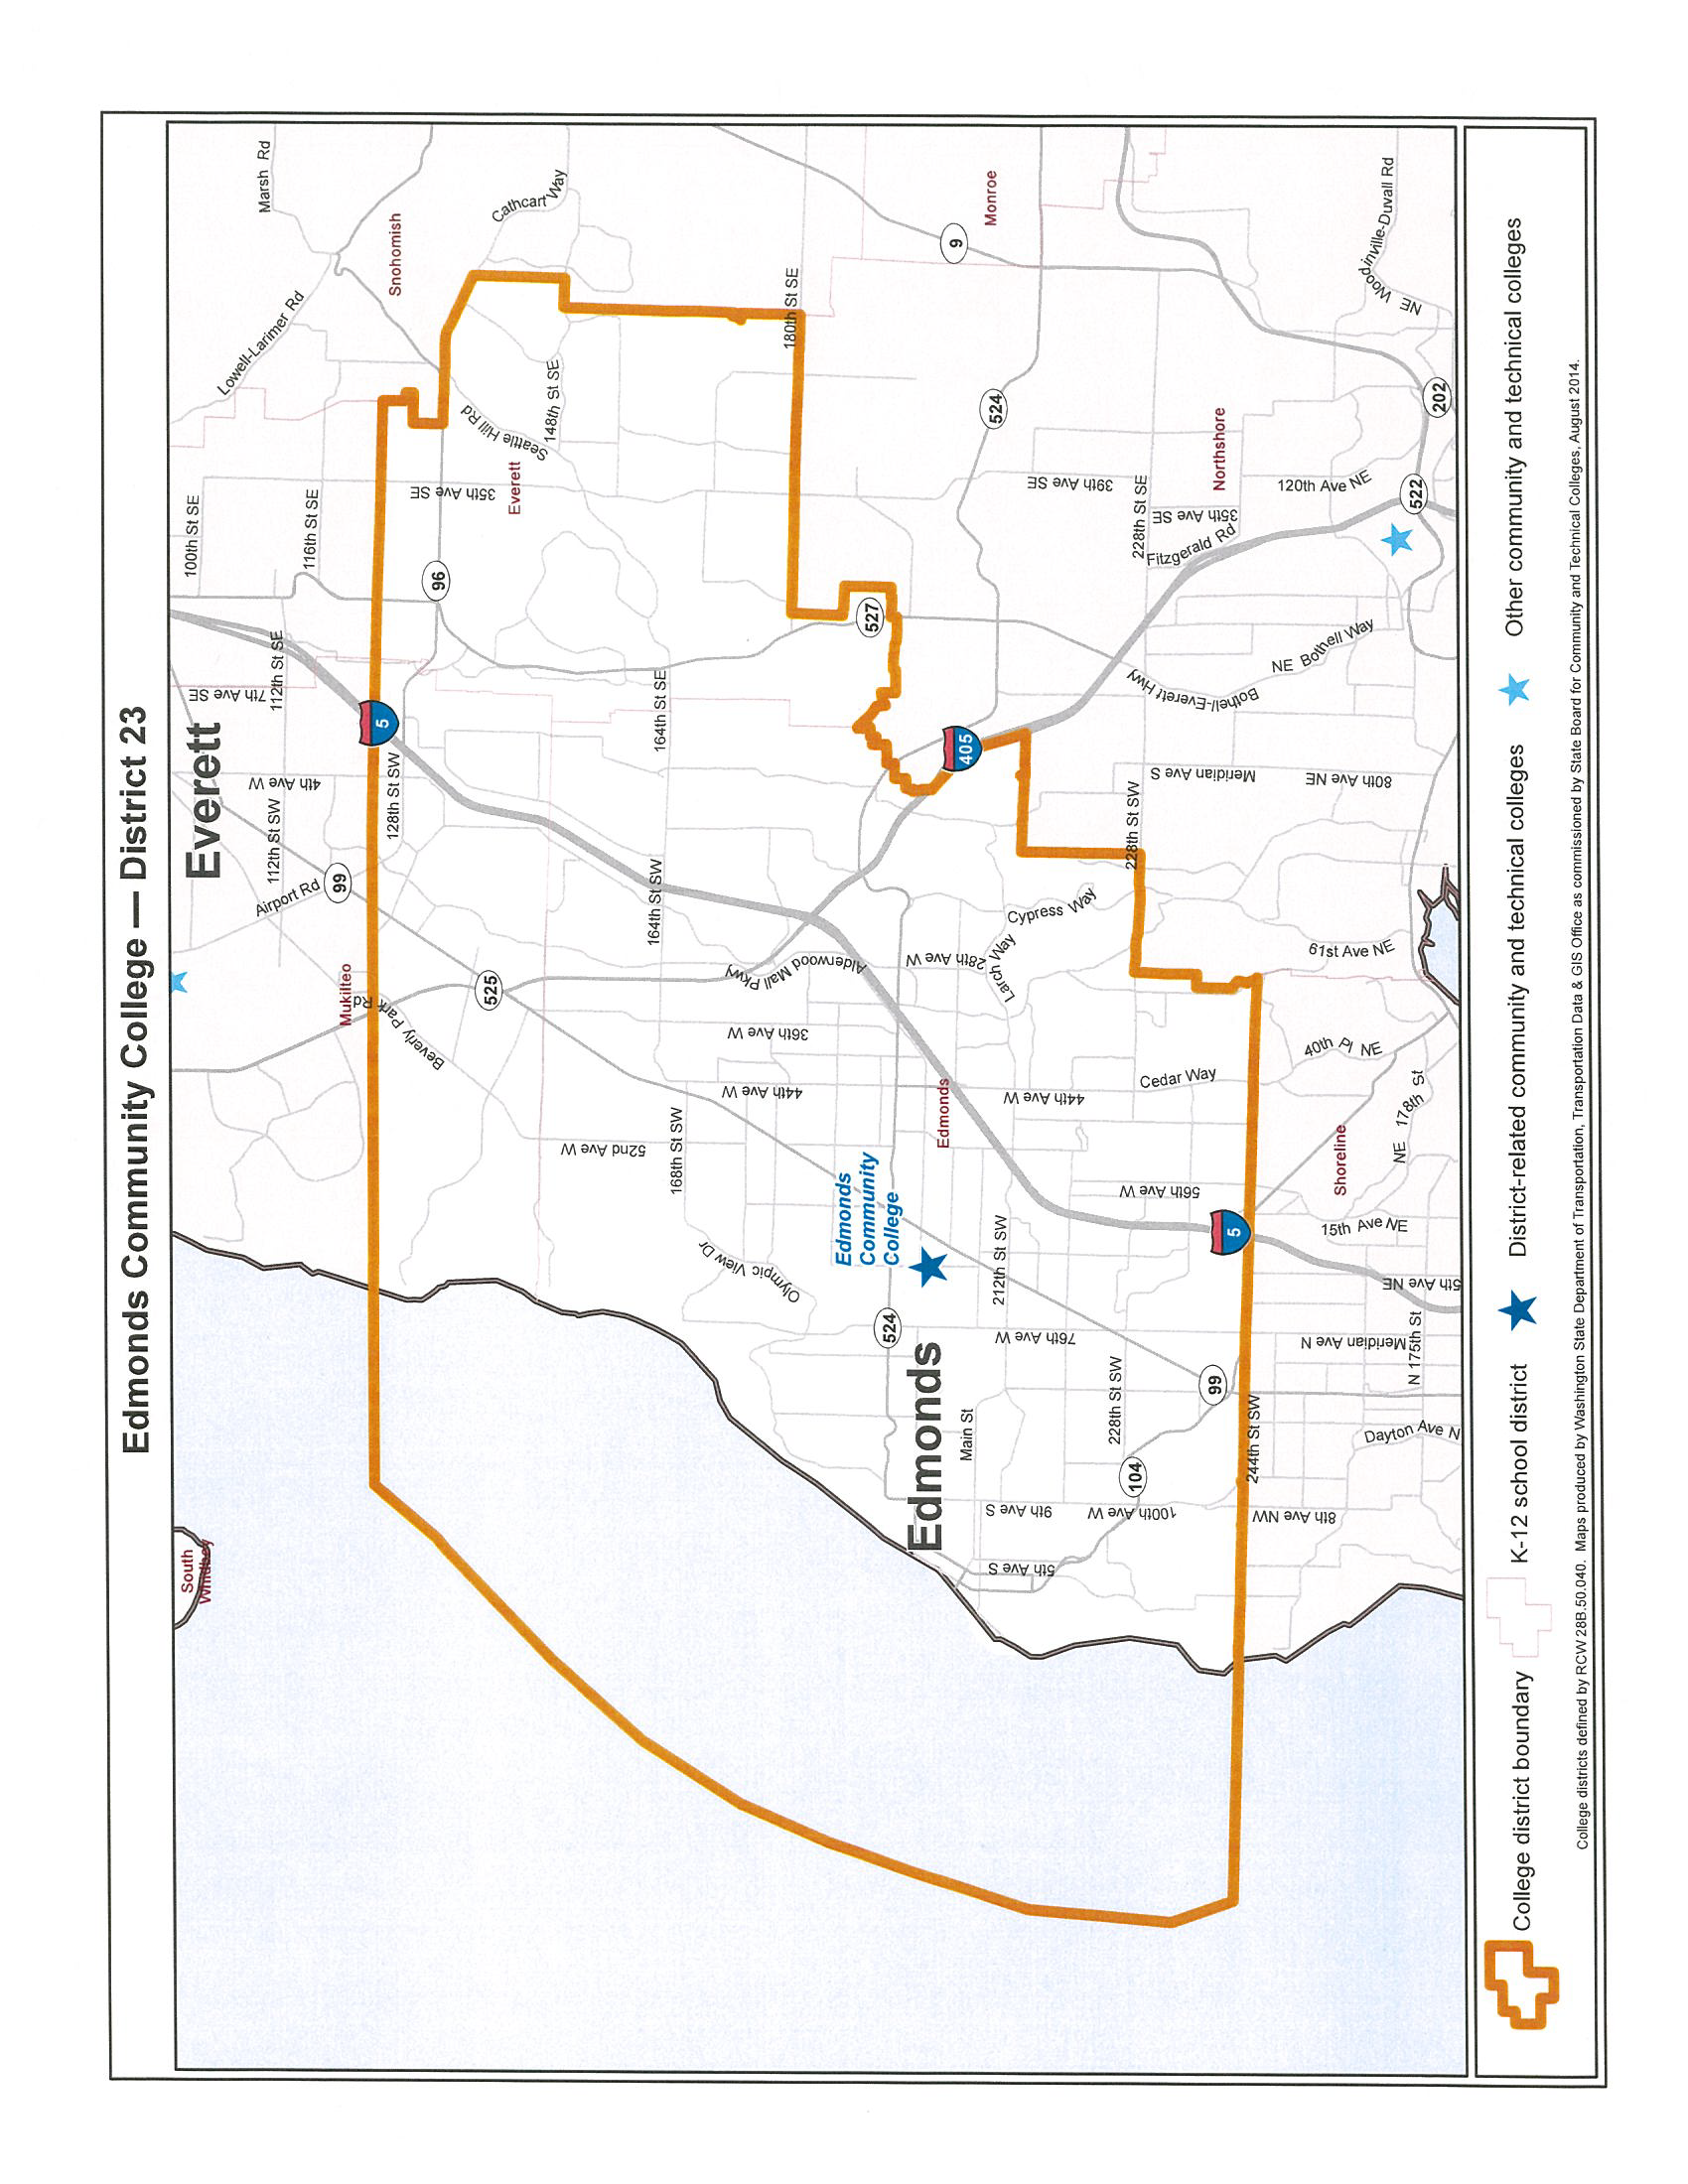 Edmonds Community College — District 23
Everett
Edmonds
Edmonds
Community
College
South
Whidbey
Mukilteo
Snohomish
Everett
Monroe
Northshore
Edmonds
Shoreline
Marsh Rd
Lowell-Larimer Rd
Cathcart Way
100th St SE
116th St SE
112th St SE
7th Ave SE
4th Ave W
112th St SW
Airport Rd
99
5
128th St SW
96
35th Ave SE
Seattle Hill Rd
148th St SE
180th St SE
9
Beverly Park Rd
525
164th St SE
164th St SW
52nd Ave W
168th St SW
Alderwood Mall Pkwy
36th Ave W
44th Ave W
Olympic View Dr
527
524
405
524
28th Ave W
Larch Way
Cypress Way
39th Ave SE
228th St SE
35th Ave SE
Fitzgerald Rd
120th Ave NE
NE Woodinville-Duvall Rd
202
522
Bothell-Everett Hwy
NE Bothell Way
Meridian Ave S
80th Ave NE
228th St SW
61st Ave NE
40th Pl NE
Cedar Way
44th Ave W
NE 178th St
212th St SW
56th Ave W
5
15th Ave NE
5th Ave NE
76th Ave W
Meridian Ave N
N 175th St
99
228th St SW
Main St
104
244th St SW
Dayton Ave N
9th Ave S
100th Ave W
8th Ave NW
5th Ave S
College district boundary
K-12 school district
District-related community and technical colleges
Other community and technical colleges
College districts defined by RCW 28B.50.040. Maps produced by Washington State Department of Transportation, Transportation Data & GIS Office as commissioned by State Board for Community and Technical Colleges, August 2014.